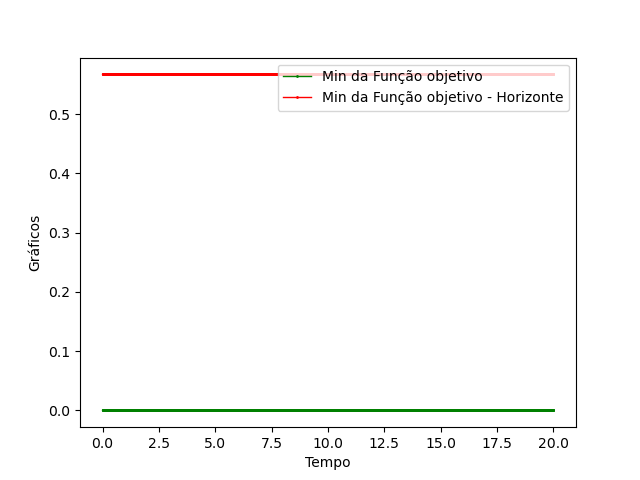 Min da Função objetivo
Min da Função objetivo - Horizonte
Gráficos
0.5
0.4
0.3
0.2
0.1
0.0
0.0 2.5 5.0 7.5 10.0 12.5 15.0 17.5 20.0
Tempo